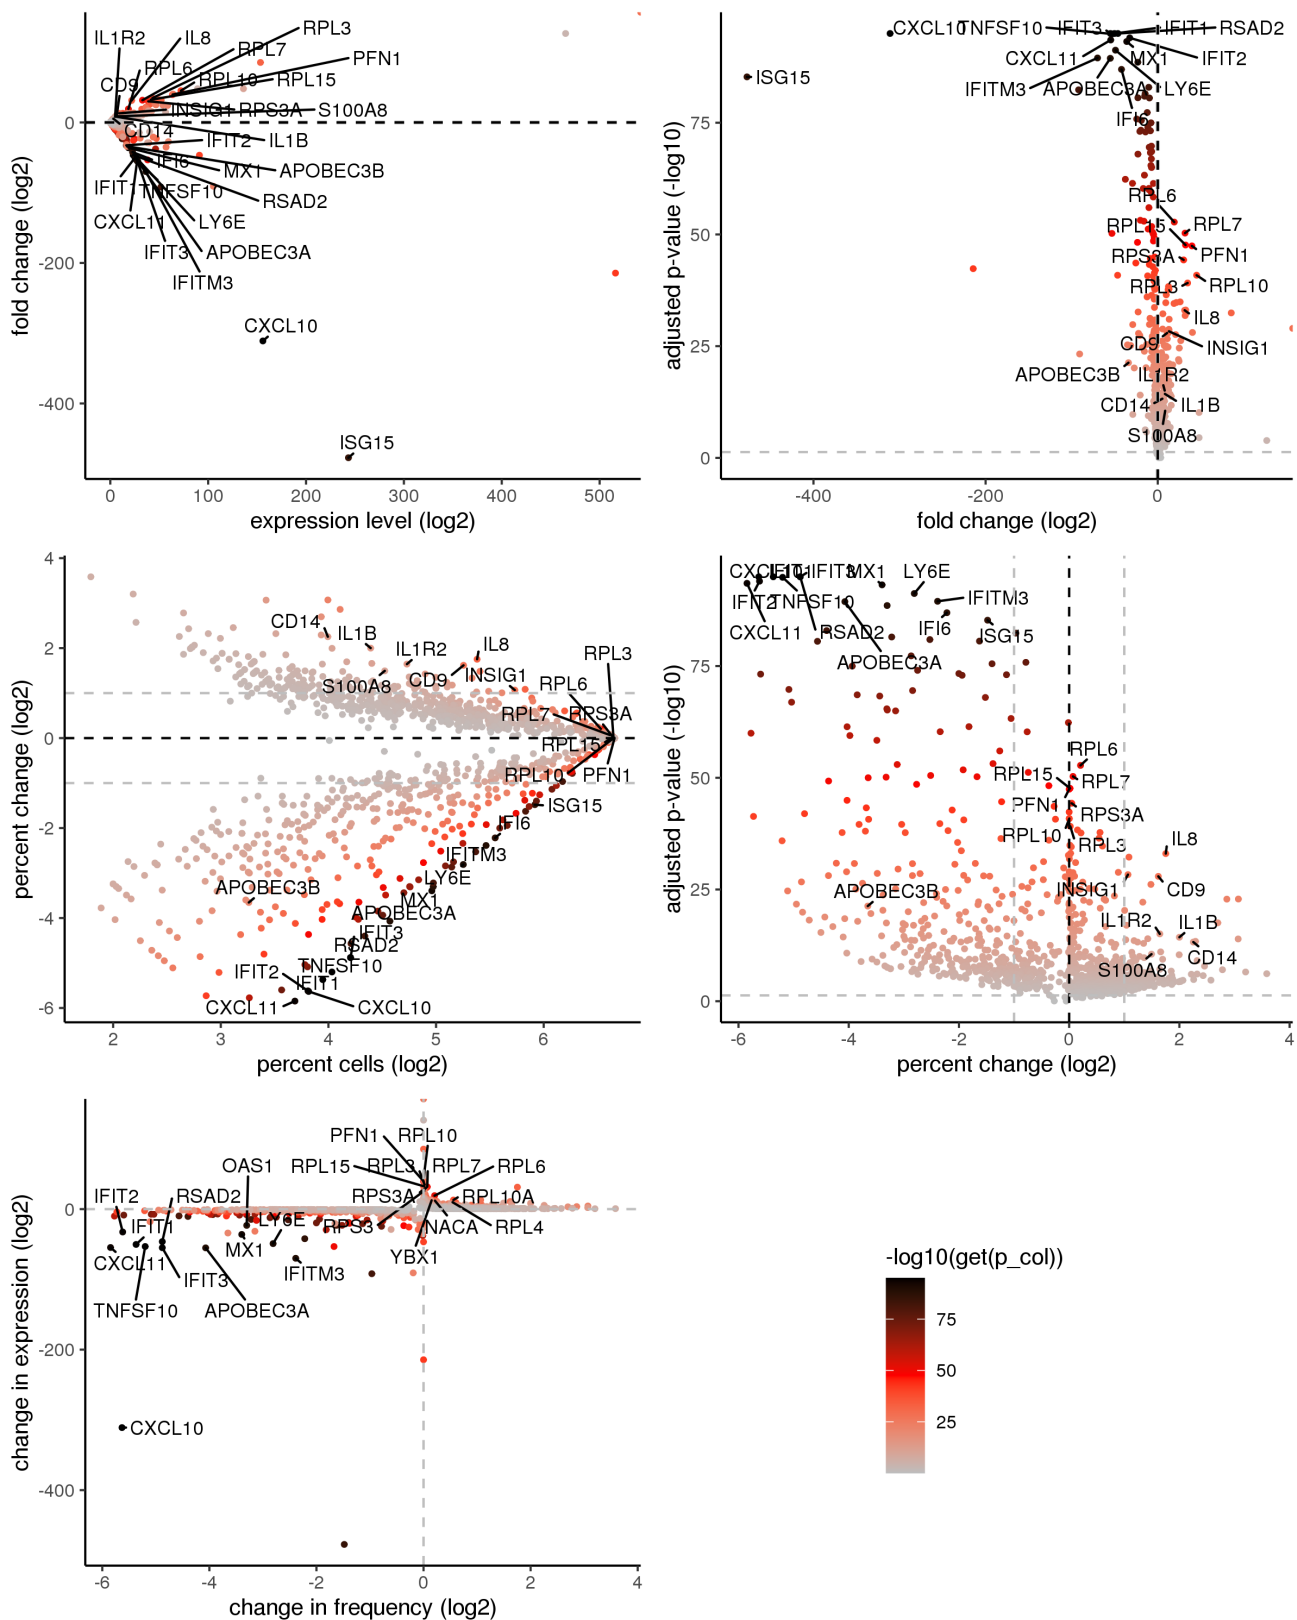 IL1R2
IL8
RPL3
RPL7
PFN1
RPL6
RPL10
RPL15
CD9
INSIG1
RPS3A
S100A8
CD14
IFIT2
IL1B
IFI6
MX1
APOBEC3B
IFIT1
TNFSF10
RSAD2
CXCL11
LY6E
IFIT3
APOBEC3A
IFITM3
CXCL10
ISG15
0
-200
-400
fold change (log2)
0
100
200
300
400
500
expression level (log2)
CXCL10
TNFSF10
IFIT3
IFIT1
RSAD2
CXCL11
MX1
IFIT2
ISG15
IFITM3
APOBEC3A
LY6E
IFI6
RPL6
RPL15
RPL7
RPS3A
PFN1
RPL3
RPL10
IL8
CD9
INSIG1
APOBEC3B
IL1R2
CD14
IL1B
S100A8
75
50
25
0
adjusted p-value (-log10)
-400
-200
0
fold change (log2)
CD14
IL1B
IL1R2
IL8
RPL3
S100A8
CD9
INSIG1
RPL6
RPL7
RPS3A
RPL15
RPL10
PFN1
ISG15
IFI6
IFITM3
LY6E
APOBEC3B
MX1
APOBEC3A
IFIT3
RSAD2
IFIT2
TNFSF10
IFIT1
CXCL11
CXCL10
4
2
0
-2
-4
-6
percent change (log2)
2
3
4
5
6
percent cells (log2)
CXCL10
IFIT1
IFIT3
MX1
LY6E
IFIT2
TNFSF10
IFITM3
CXCL11
RSAD2
IFI6
ISG15
APOBEC3A
RPL6
RPL15
RPL7
PFN1
RPS3A
RPL10
RPL3
IL8
APOBEC3B
INSIG1
CD9
IL1R2
IL1B
CD14
S100A8
75
50
25
0
adjusted p-value (-log10)
-6
-4
-2
0
2
4
percent change (log2)
PFN1
RPL10
OAS1
RPL15
RPL3
RPL7
RPL6
IFIT2
RSAD2
RPS3A
RPL10A
IFIT1
LY6E
RPS3
NACA
RPL4
CXCL11
MX1
YBX1
IFIT3
IFITM3
TNFSF10
APOBEC3A
CXCL10
0
-200
-400
change in expression (log2)
-6
-4
-2
0
2
4
change in frequency (log2)
-log10(get(p_col))
75
50
25